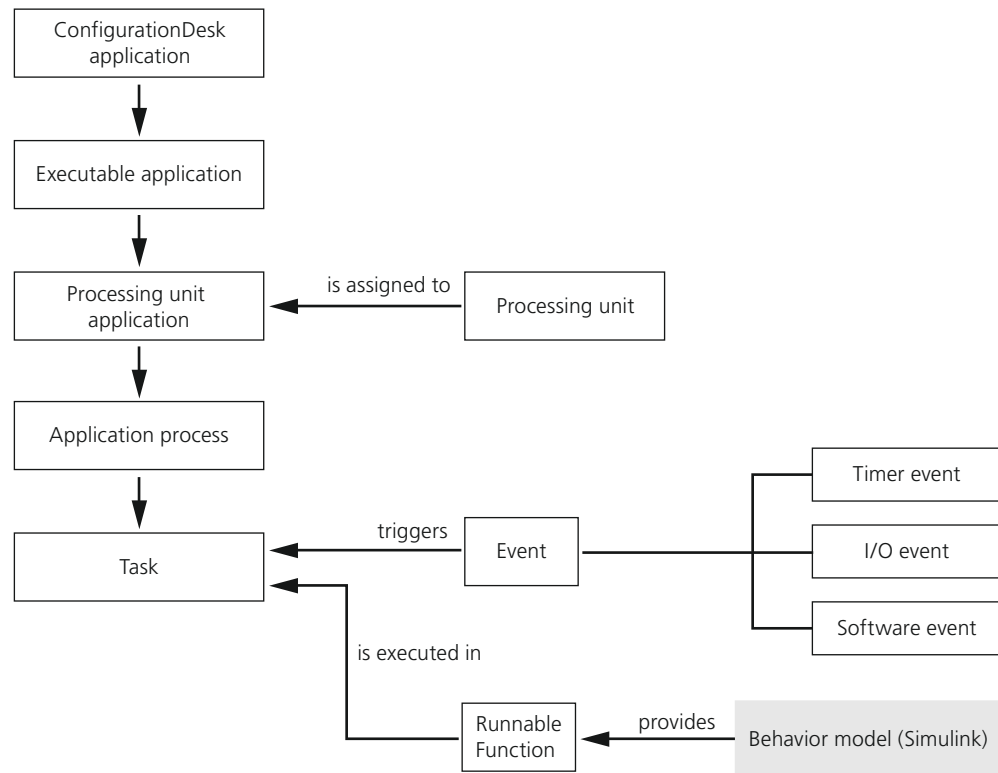 ConfigurationDesk
application
Executable application
Processing unit
application
is assigned to
Processing unit
Application process
Task
triggers
Event
Timer event
I/O event
Software event
is executed in
Runnable
Function
provides
Behavior model (Simulink)